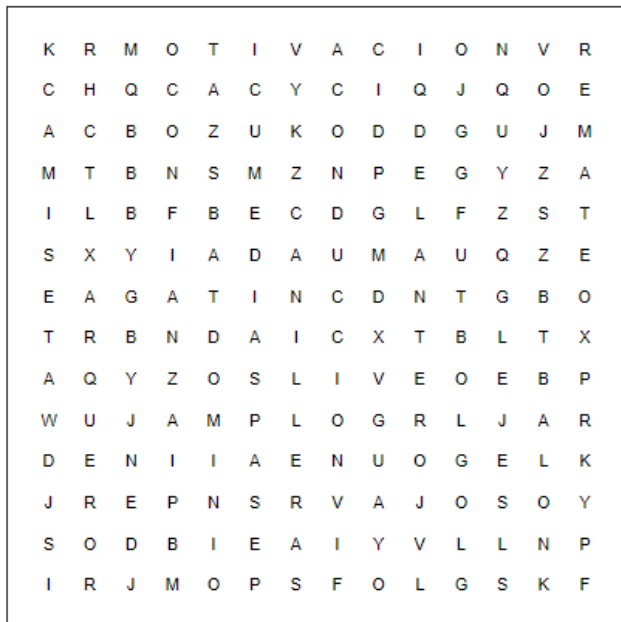 K R M O T I V A C I O N V R
C H Q C A C Y C I Q J Q O E
A C B O Z U K O D D G U J M
M T B N S M Z N P E G Y Z A
I L B F B E C D G L F Z S T
S X Y I A D A U M A U Q Z E
E A G A T I N C D N T G B O
T R B N D A I C X T B L T X
A Q Y Z O S L I V E O E B P
W U J A M P L O G R L J A R
D E N I I A E N U O G E L K
J R E P N S R V A J O S O Y
S O D B I E A I Y V L L N P
I R J M O P S F O L G S K F